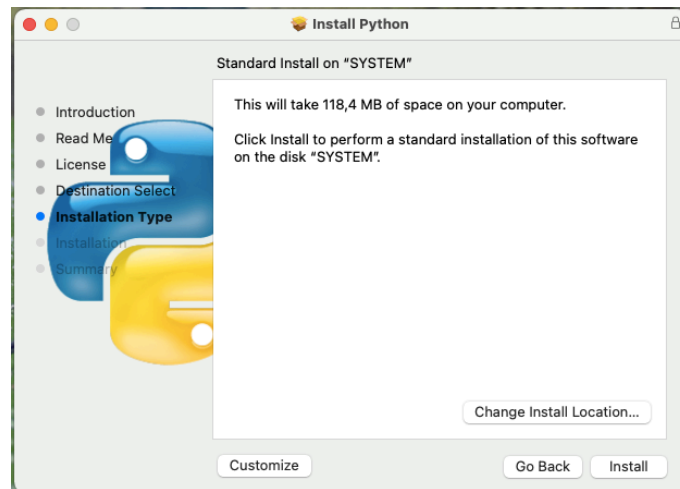 Install Python
Standard Install on “SYSTEM”
Introduction
Read Me
License
Destination Select
Installation Type
Installation
Summary
This will take 118,4 MB of space on your computer.
Click Install to perform a standard installation of this software
on the disk “SYSTEM”.
Change Install Location...
Customize
Go Back
Install